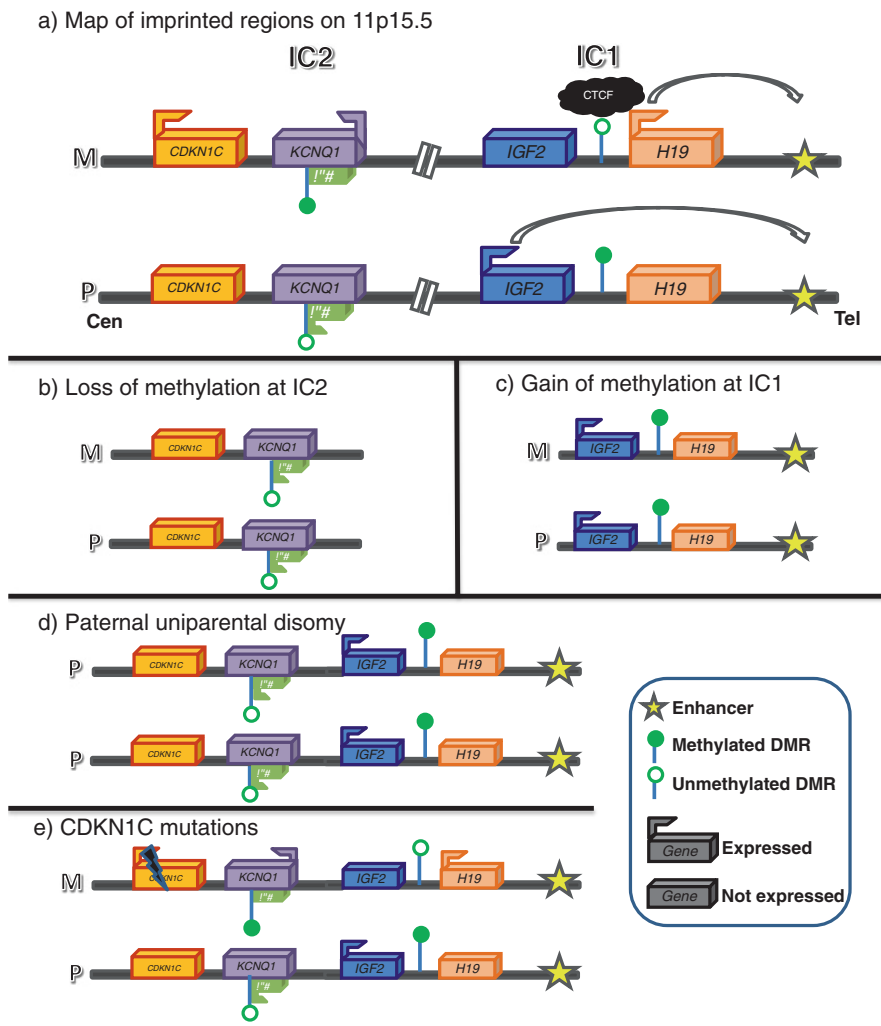 a) Map of imprinted regions on 11p15.5
IC2
IC1
CTCF
M
CDKN1C
KCNQ1
!"#
IGF2
H19
P
CDKN1C
KCNQ1
!"#
IGF2
H19
Cen
Tel
b) Loss of methylation at IC2
M
CDKN1C
KCNQ1
!"#
P
CDKN1C
KCNQ1
!"#
c) Gain of methylation at IC1
M
IGF2
H19
P
IGF2
H19
d) Paternal uniparental disomy
P
CDKN1C
KCNQ1
!"#
IGF2
H19
P
CDKN1C
KCNQ1
!"#
IGF2
H19
e) CDKN1C mutations
M
CDKN1C
KCNQ1
!"#
IGF2
H19
P
CDKN1C
KCNQ1
!"#
IGF2
H19
Enhancer
Methylated DMR
Unmethylated DMR
Gene Expressed
Gene Not expressed